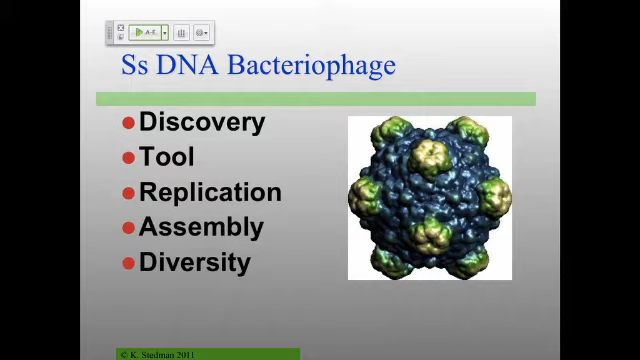 A-E
Ss DNA Bacteriophage
Discovery
Tool
Replication
Assembly
Diversity
© K. Stedman 2011